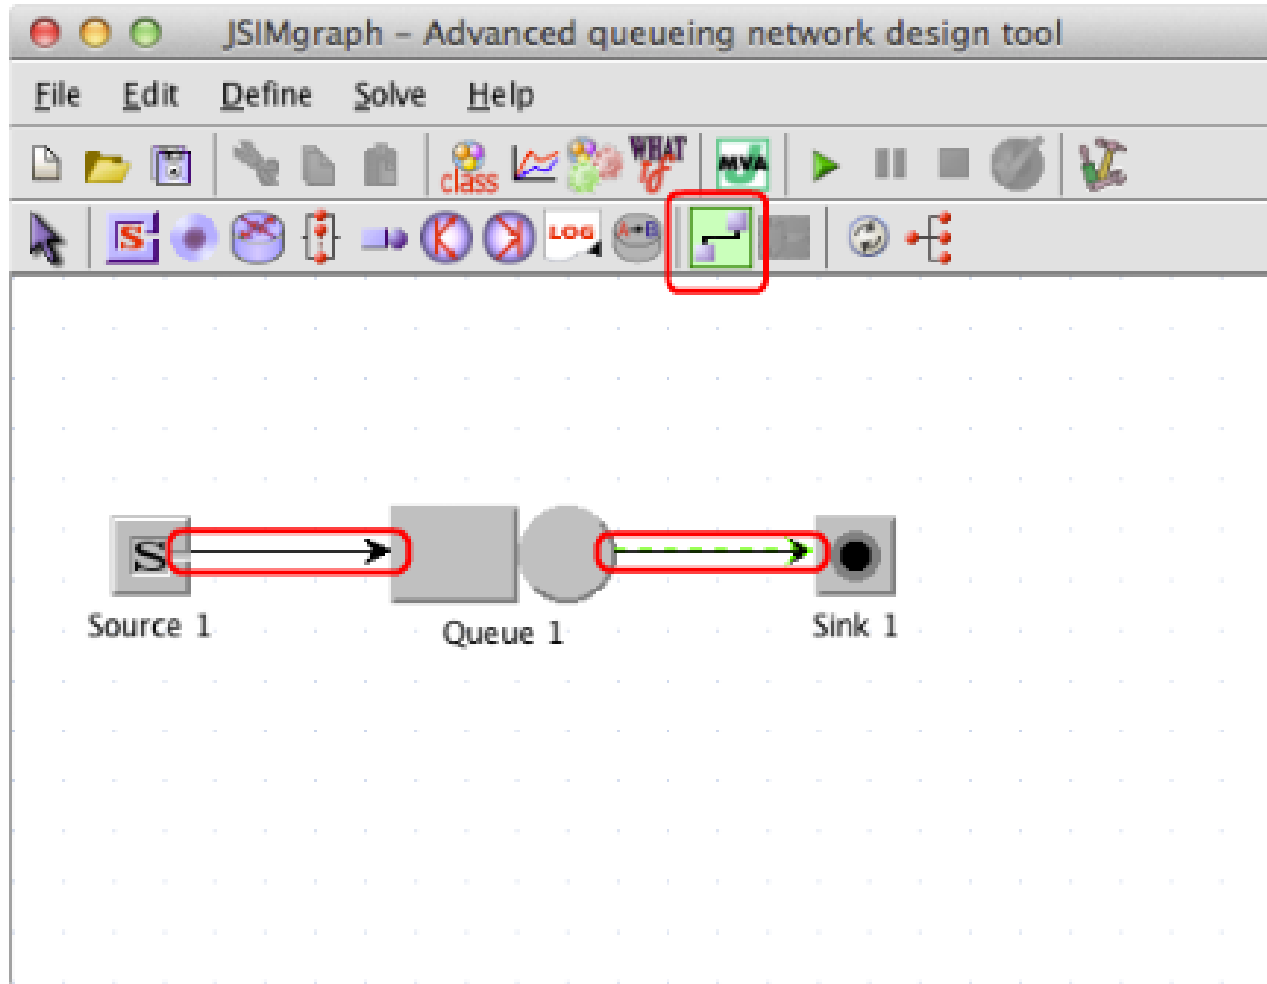 JSIMgraph – Advanced queueing network design tool
File Edit Define Solve Help
class WHAT if MVA
S LOG A→B
S
Source 1 Queue 1 Sink 1